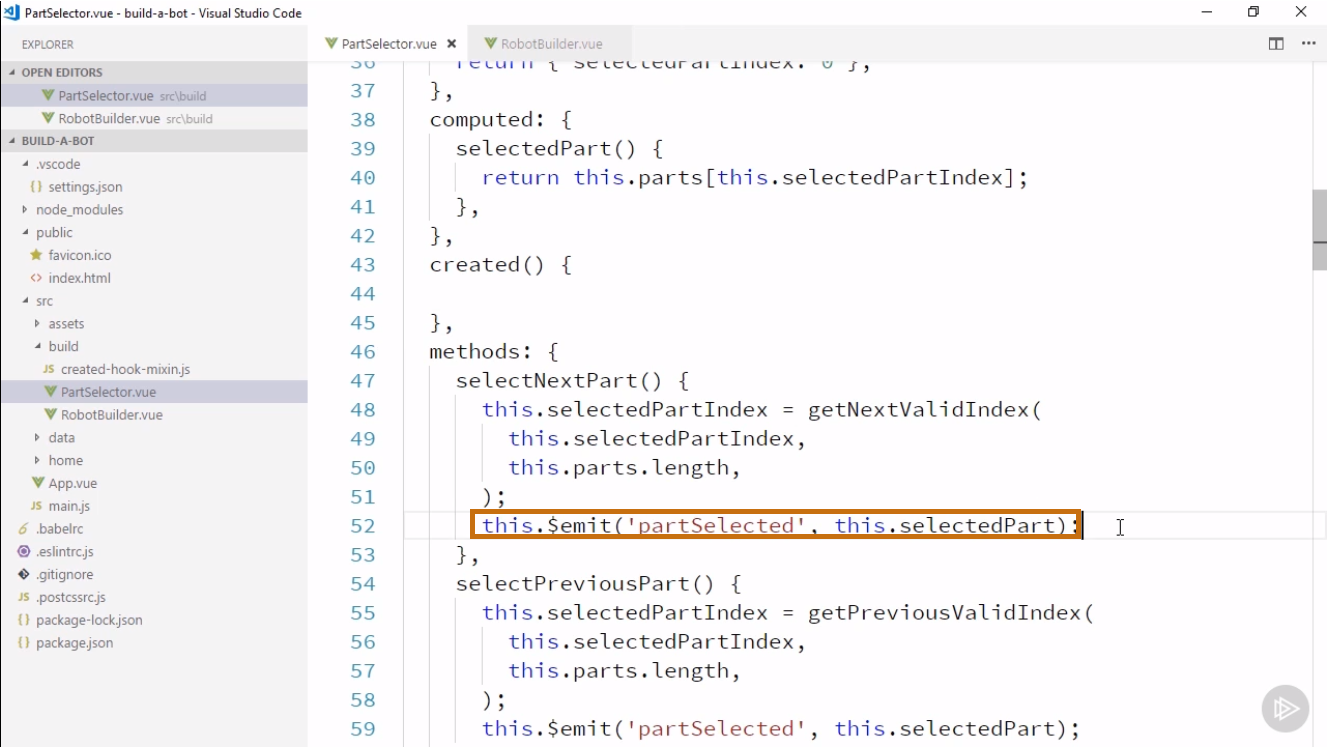 PartSelector.vue - build-a-bot - Visual Studio Code
EXPLORER
PartSelector.vue
RobotBuilder.vue
OPEN EDITORS
PartSelector.vue src\build
RobotBuilder.vue src\build
BUILD-A-BOT
.vscode
{} settings.json
node_modules
public
favicon.ico
<> index.html
src
assets
build
JS created-hook-mixin.js
PartSelector.vue
RobotBuilder.vue
data
home
App.vue
JS main.js
.babelrc
.eslintrc.js
.gitignore
JS .postcssrc.js
{} package-lock.json
{} package.json
36 return { selectedPartIndex: 0 };
37 },
38 computed: {
39 selectedPart() {
40 return this.parts[this.selectedPartIndex];
41 },
42 },
43 created() {
44
45 },
46 methods: {
47 selectNextPart() {
48 this.selectedPartIndex = getNextValidIndex(
49 this.selectedPartIndex,
50 this.parts.length,
51 );
52 this.$emit('partSelected', this.selectedPart);
53 },
54 selectPreviousPart() {
55 this.selectedPartIndex = getPreviousValidIndex(
56 this.selectedPartIndex,
57 this.parts.length,
58 );
59 this.$emit('partSelected', this.selectedPart);